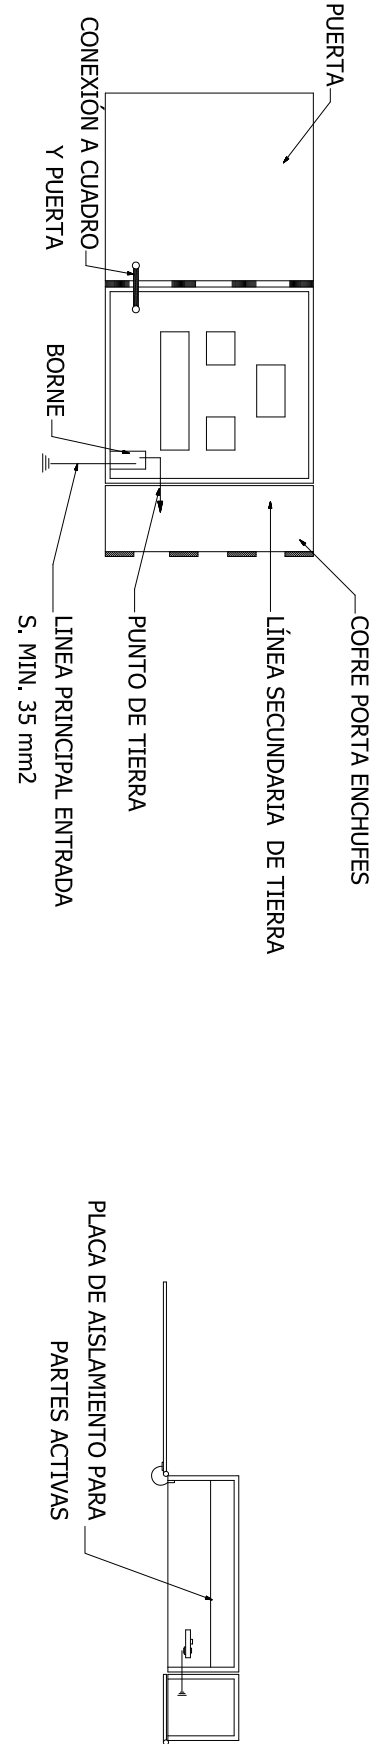 PUERTA
CONEXIÓN A CUADRO
Y PUERTA
BORNE
COFRE PORTA ENCHUFES
LÍNEA SECUNDARIA DE TIERRA
PUNTO DE TIERRA
LINEA PRINCIPAL ENTRADA
S. MIN. 35 mm2
PLACA DE AISLAMIENTO PARA
PARTES ACTIVAS